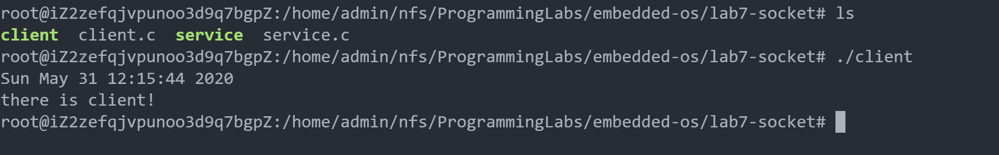 root@iZ2zefqjvpunoo3d9q7bgpZ:/home/admin/nfs/ProgrammingLabs/embedded-os/lab7-socket# ls
client  client.c  service  service.c
root@iZ2zefqjvpunoo3d9q7bgpZ:/home/admin/nfs/ProgrammingLabs/embedded-os/lab7-socket# ./client
Sun May 31 12:15:44 2020
there is client!
root@iZ2zefqjvpunoo3d9q7bgpZ:/home/admin/nfs/ProgrammingLabs/embedded-os/lab7-socket#